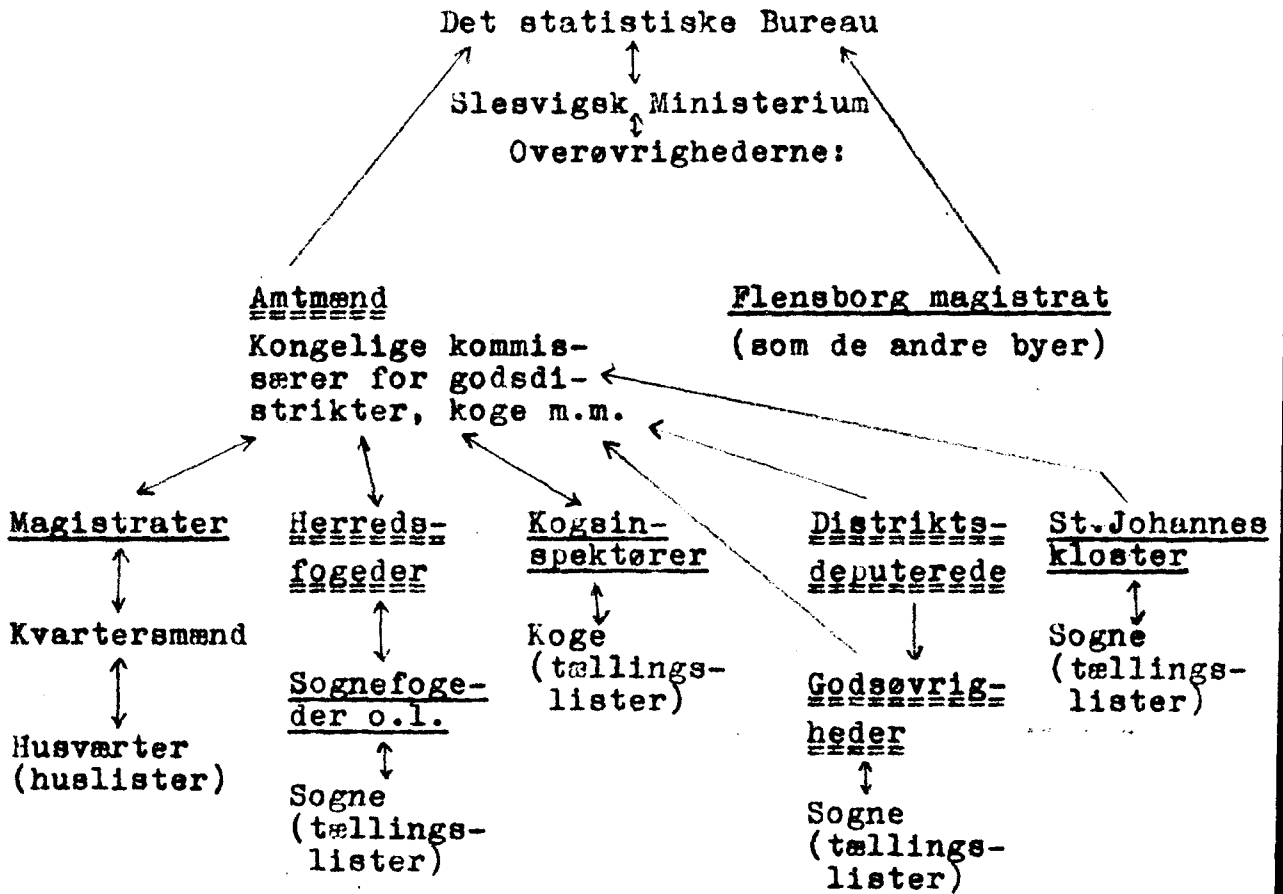 Det statistiske Bureau
Slesvigsk Ministerium
Overøvrighederne:
Amtmænd
Kongelige kommis-
særer for godsdi-
strikter, koge m.m.
Flensborg magistrat
(som de andre byer)
Magistrater
Kvartersmænd
Husværter
(huslister)
Herreds-
fogeder
Sognefoge-
der o.l.
Sogne
(tællings-
lister)
Kogsin-
spektører
Koge
(tællings-
lister)
Distrikts-
deputerede
Godsøvrig-
heder
Sogne
(tællings-
lister)
St.Johannes
kloster
Sogne
(tællings-
lister)